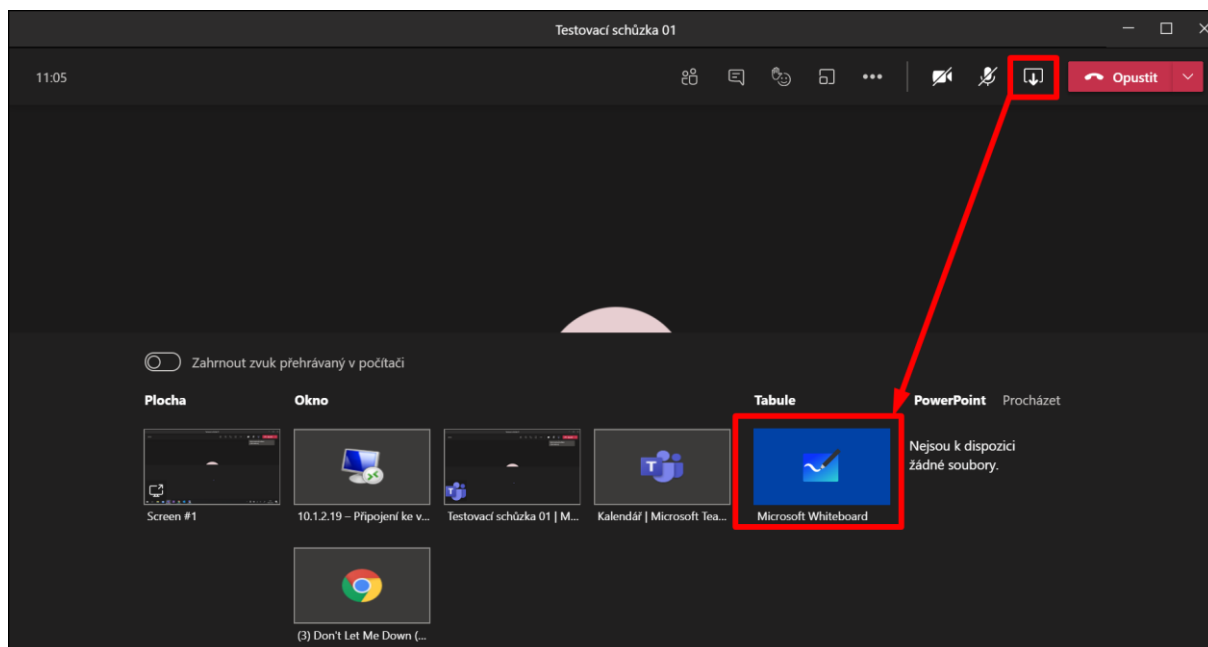 Testovací schůzka 01
11:05
Opustit
Zahrnout zvuk přehrávaný v počítači
Plocha
Okno
Tabule
PowerPoint Procházet
Nejsou k dispozici
žádné soubory.
Screen #1
10.1.2.19 – Připojení ke v...
Testovací schůzka 01 | M...
Kalendář | Microsoft Tea...
Microsoft Whiteboard
(3) Don't Let Me Down (...